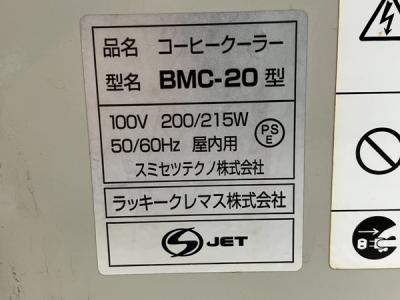 品名 コーヒークーラー
型名 BMC-20型
100V 200/215W
50/60Hz 屋内用
PS
E
スミセツテクノ株式会社
ラッキークレマス株式会社
S JET